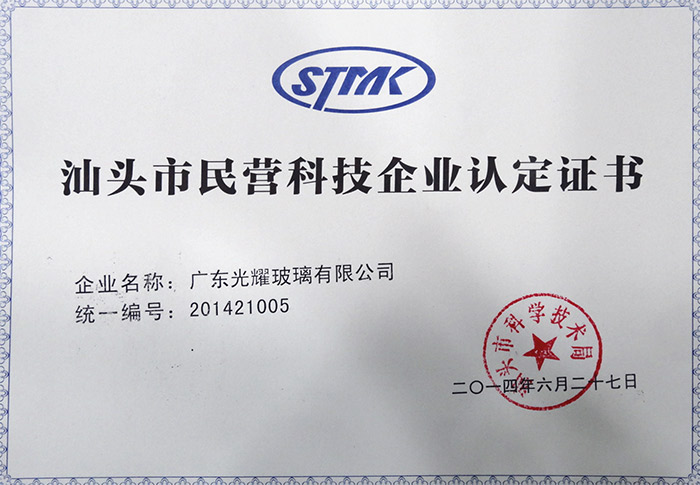 STMK
汕头市民营科技企业认定证书
企业名称：广东光耀玻璃有限公司
统一编号：201421005
汕头市科学技术局
二〇一四年六月二十七日